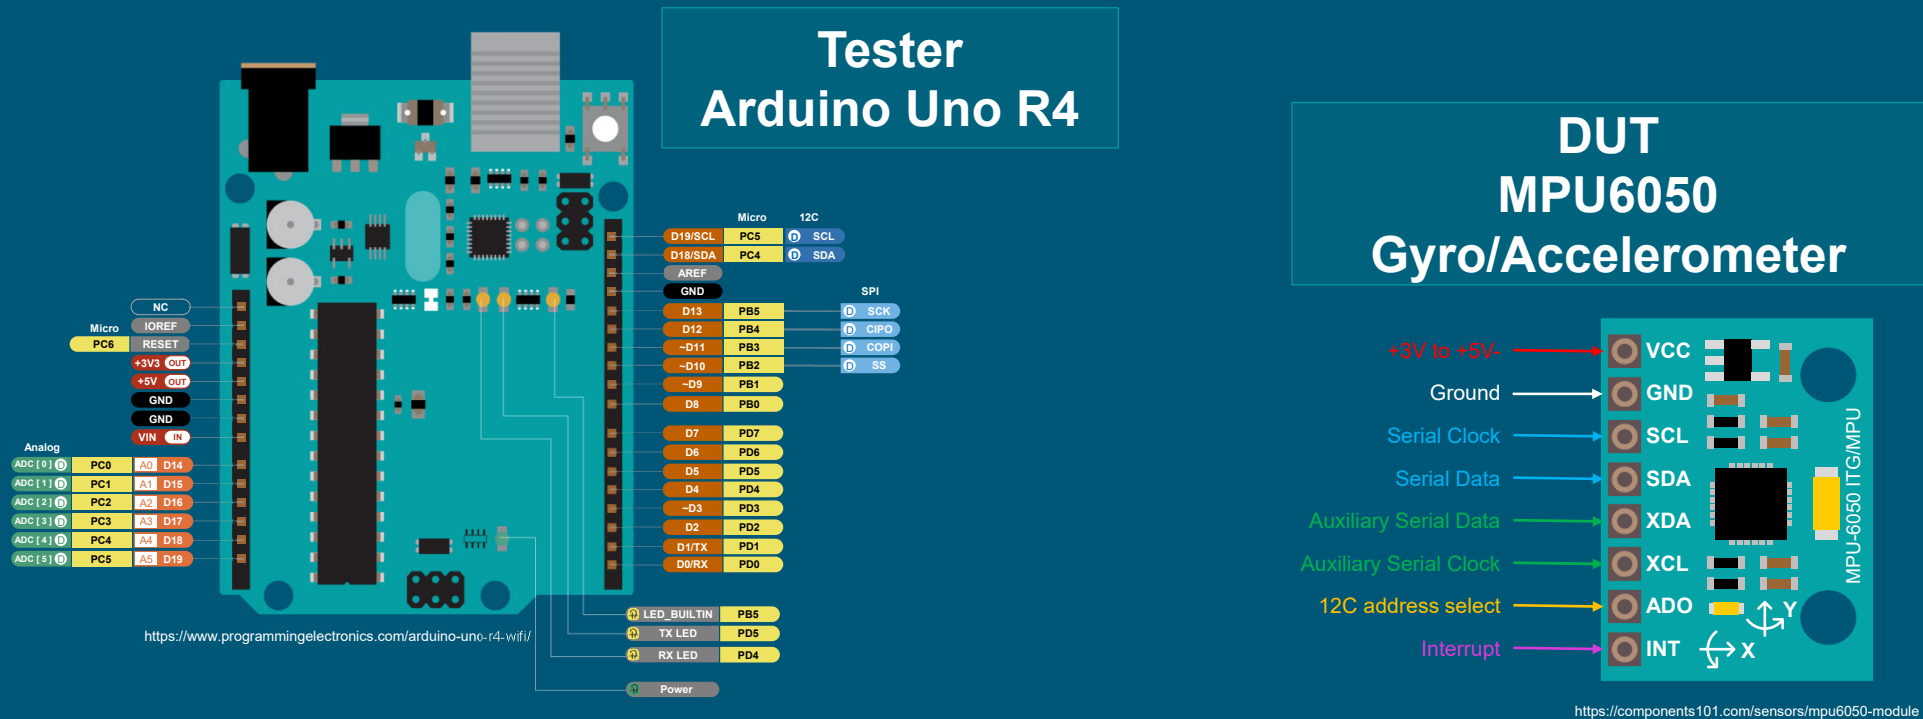 Tester
Arduino Uno R4
DUT
MPU6050
Gyro/Accelerometer
Micro 12C
D19/SCL PC5 D SCL
D18/SDA PC4 D SDA
AREF
GND
SPI
D13 PB5 D SCK
D12 PB4 D CIPO
~D11 PB3 D COPI
~D10 PB2 D SS
~D9 PB1
D8 PB0
D7 PD7
D6 PD6
D5 PD5
D4 PD4
~D3 PD3
D2 PD2
D1/TX PD1
D0/RX PD0
LED_BUILTIN PB5
TX LED PD5
RX LED PD4
Power
NC
IOREF
Micro
PC6 RESET
+3V3 OUT
+5V OUT
GND
GND
VIN IN
Analog
ADC [ 0 ] D PC0 A0 D14
ADC [ 1 ] D PC1 A1 D15
ADC [ 2 ] D PC2 A2 D16
ADC [ 3 ] D PC3 A3 D17
ADC [ 4 ] D PC4 A4 D18
ADC [ 5 ] D PC5 A5 D19
https://www.programmingelectronics.com/arduino-uno-r4-wifi/
+3V to +5V- VCC
Ground GND
Serial Clock SCL
Serial Data SDA
Auxiliary Serial Data XDA
Auxiliary Serial Clock XCL
12C address select ADO
Interrupt INT
Y
X
MPU-6050 ITG/MPU
https://components101.com/sensors/mpu6050-module